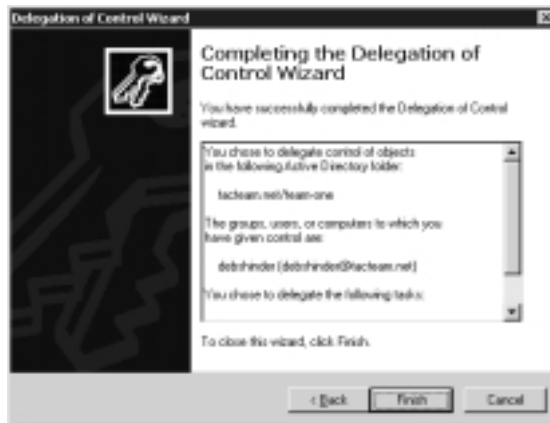 Delegation of Control Wizard
Completing the Delegation of
Control Wizard
You have successfully completed the Delegation of Control
wizard.
You chose to delegate control of objects
in the following Active Directory folder:
tacteam.net/team-one
The groups, users, or computers to which you
have given control are:
debshinder (debshinder@tacteam.net)
You chose to delegate the following tasks:
To close this wizard, click Finish.
< Back
Finish
Cancel